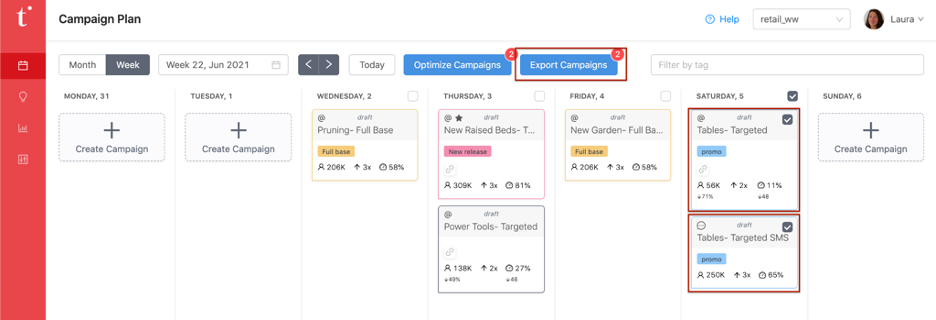 t
Campaign Plan
Help
retail_ww
Laura
Month
Week
Week 22, Jun 2021
Today
Optimize Campaigns
2
Export Campaigns
2
Filter by tag
MONDAY, 31
TUESDAY, 1
WEDNESDAY, 2
THURSDAY, 3
FRIDAY, 4
SATURDAY, 5
SUNDAY, 6
Create Campaign
Create Campaign
@ draft
Pruning- Full Base
Full base
206K 3x 58%
@ draft
New Raised Beds- T...
New release
309K 3x 81%
@ draft
Power Tools- Targeted
138K 2x 27%
↓49% ↓46
@ draft
New Garden- Full Ba...
Full base
206K 3x 58%
@ draft
Tables- Targeted
promo
56K 2x 11%
↓71% ↓48
draft
Tables- Targeted SMS
promo
250K 3x 65%
Create Campaign